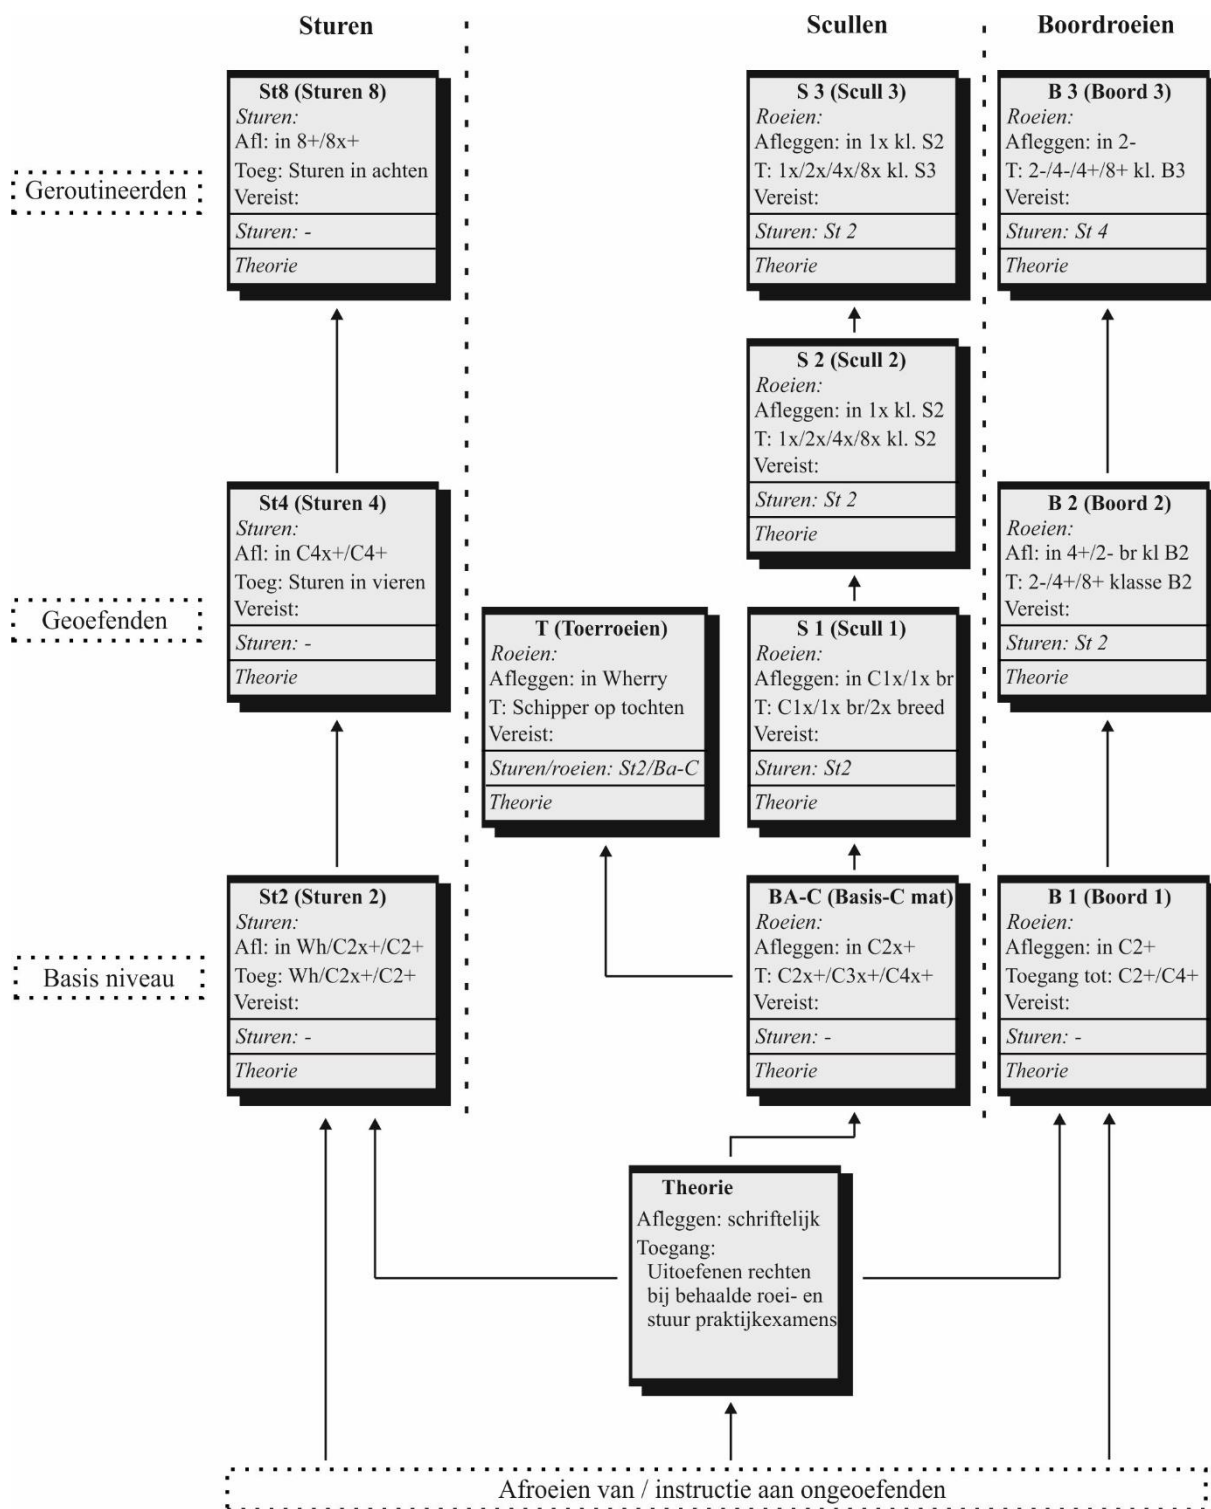 Sturen
Scullen
Boordroeien
Geroutineerden
St8 (Sturen 8)
Sturen:
Afl: in 8+/8x+
Toeg: Sturen in achten
Vereist:
Sturen: -
Theorie
S 3 (Scull 3)
Roeien:
Afleggen: in 1x kl. S2
T: 1x/2x/4x/8x kl. S3
Vereist:
Sturen: St 2
Theorie
B 3 (Boord 3)
Roeien:
Afleggen: in 2-
T: 2-/4-/4+/8+ kl. B3
Vereist:
Sturen: St 4
Theorie
S 2 (Scull 2)
Roeien:
Afleggen: in 1x kl. S2
T: 1x/2x/4x/8x kl. S2
Vereist:
Sturen: St 2
Theorie
Geoefenden
St4 (Sturen 4)
Sturen:
Afl: in C4x+/C4+
Toeg: Sturen in vieren
Vereist:
Sturen: -
Theorie
T (Toerroeien)
Roeien:
Afleggen: in Wherry
T: Schipper op tochten
Vereist:
Sturen/roeien: St2/Ba-C
Theorie
S 1 (Scull 1)
Roeien:
Afleggen: in C1x/1x br
T: C1x/1x br/2x breed
Vereist:
Sturen: St2
Theorie
B 2 (Boord 2)
Roeien:
Afl: in 4+/2- br kl B2
T: 2-/4+/8+ klasse B2
Vereist:
Sturen: St 2
Theorie
Basis niveau
St2 (Sturen 2)
Sturen:
Afl: in Wh/C2x+/C2+
Toeg: Wh/C2x+/C2+
Vereist:
Sturen: -
Theorie
BA-C (Basis-C mat)
Roeien:
Afleggen: in C2x+
T: C2x+/C3x+/C4x+
Vereist:
Sturen: -
Theorie
B 1 (Boord 1)
Roeien:
Afleggen: in C2+
Toegang tot: C2+/C4+
Vereist:
Sturen: -
Theorie
Theorie
Afleggen: schriftelijk
Toegang:
Uitoefenen rechten
bij behaalde roei- en
stuur praktijkexamens
Afroeien van / instructie aan ongeoefenden